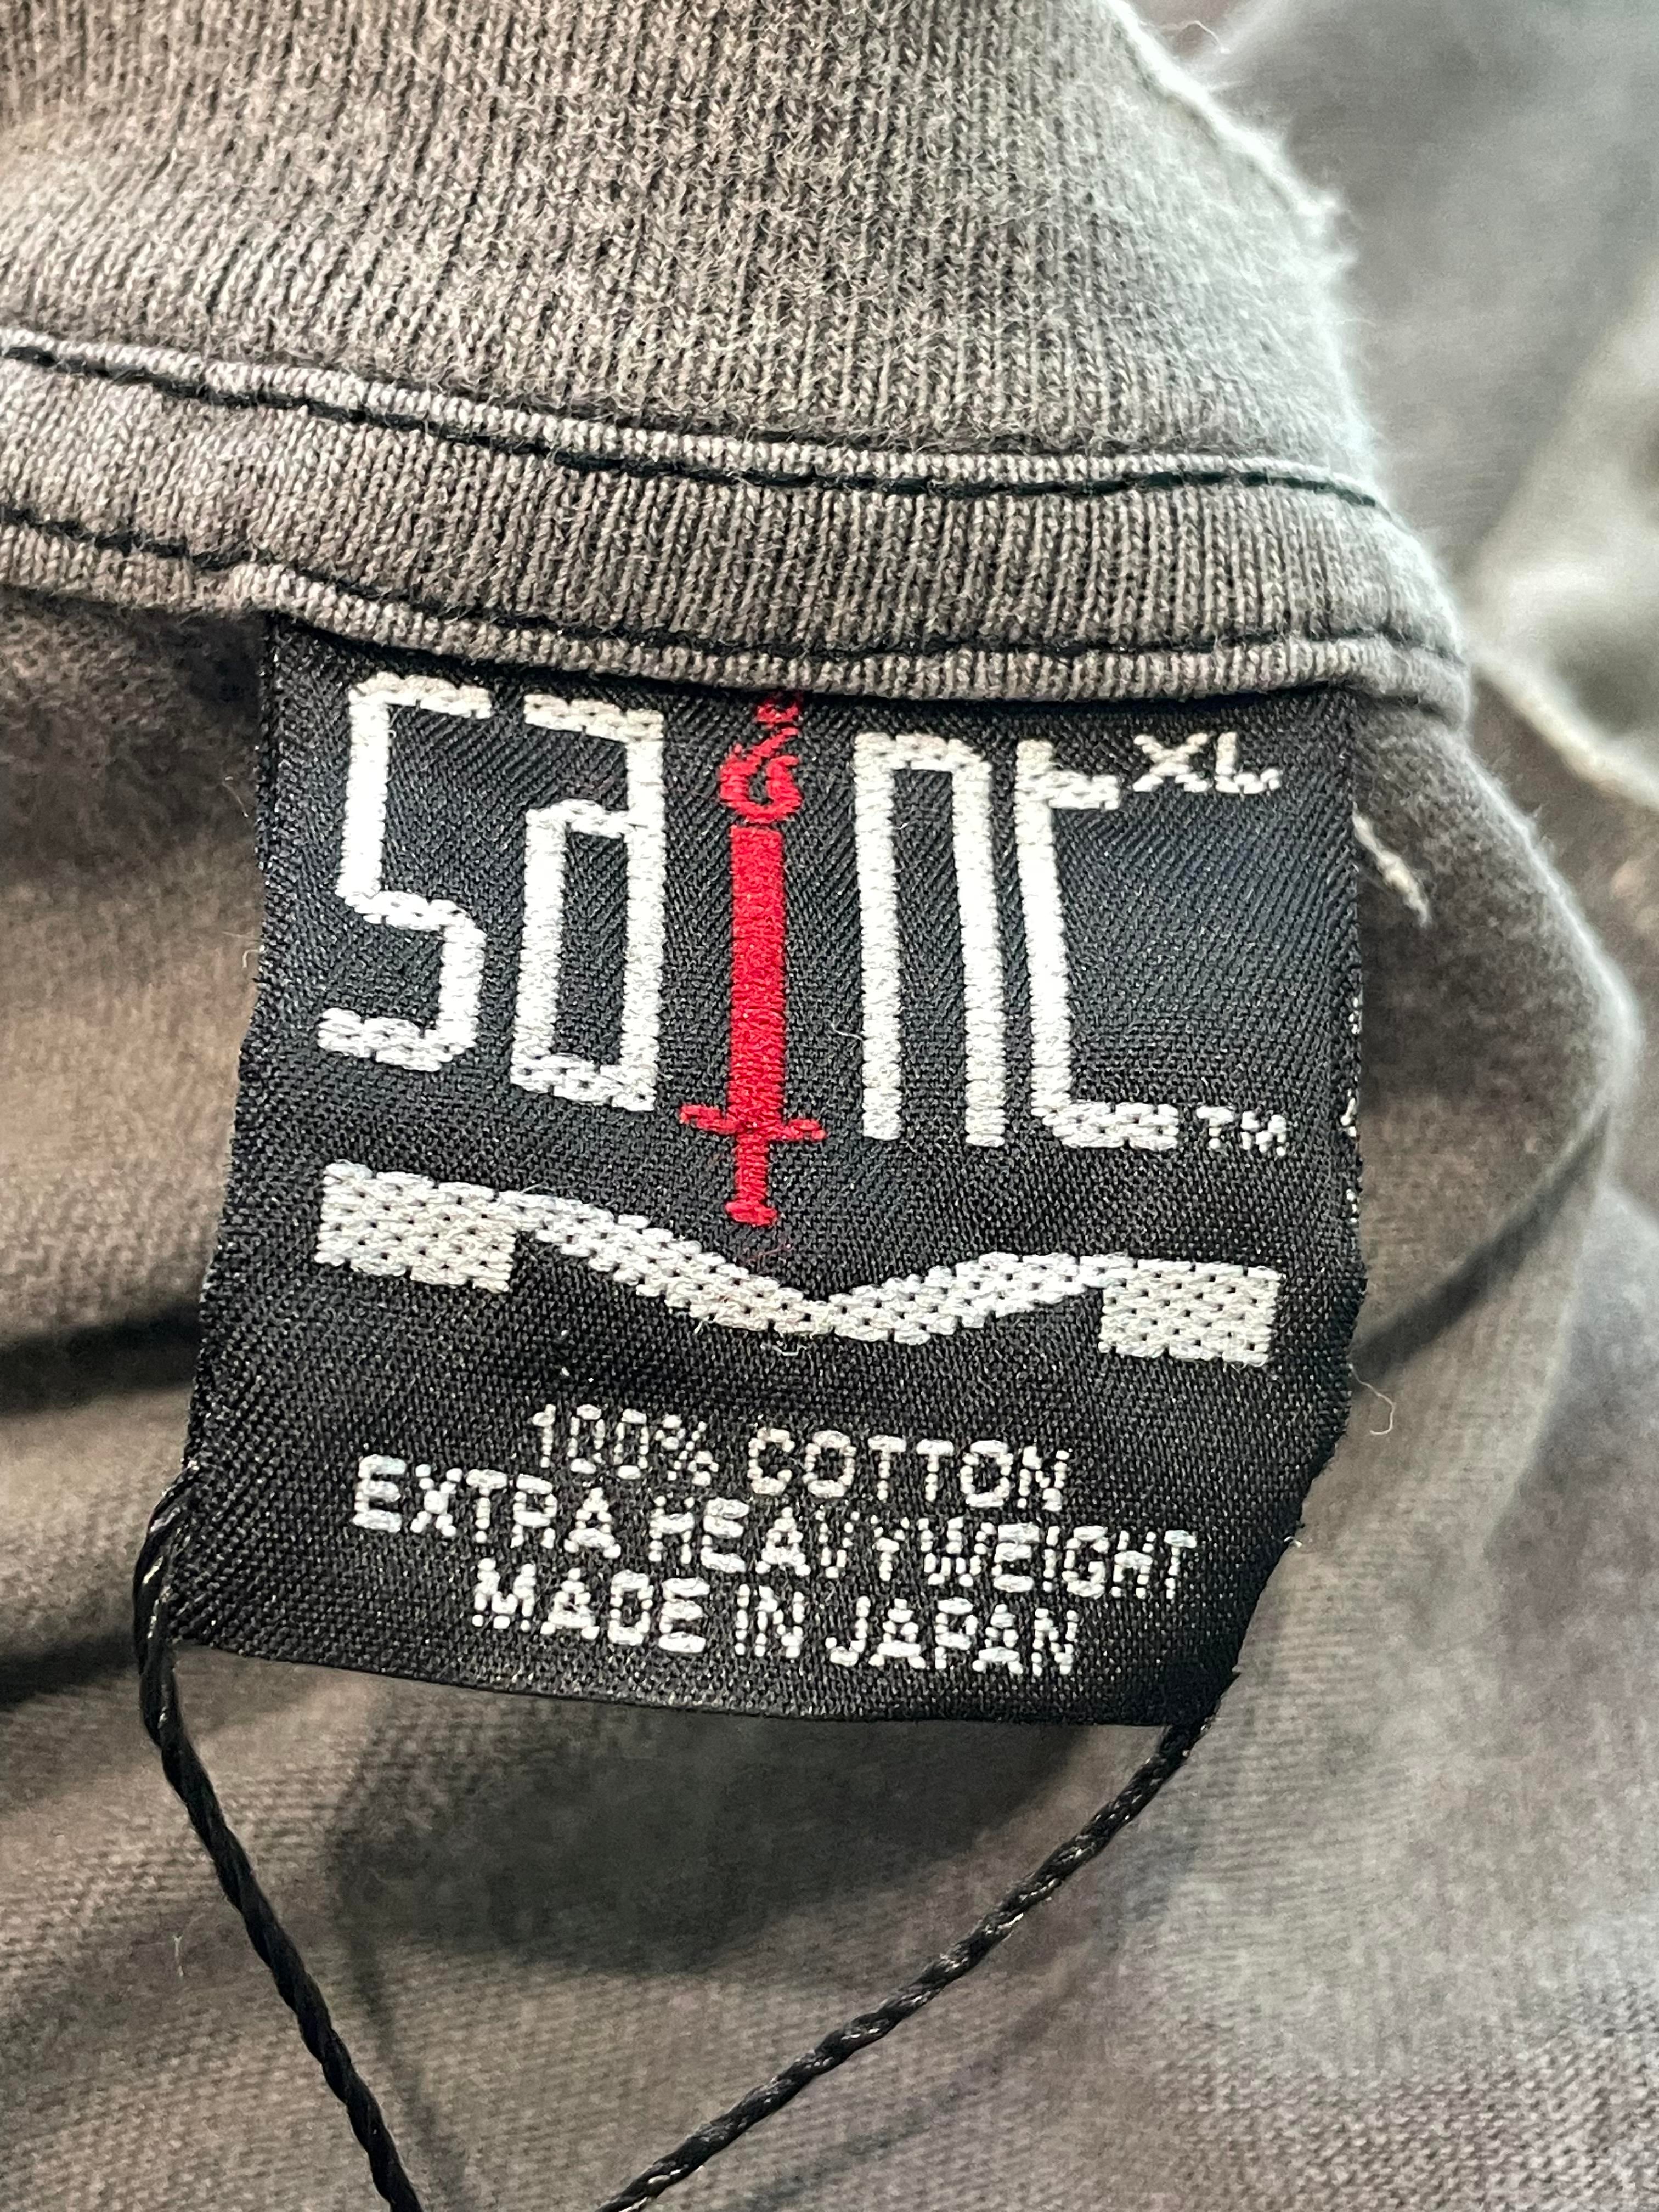 SaiNt XL
TM
100% COTTON
EXTRA HEAVYWEIGHT
MADE IN JAPAN